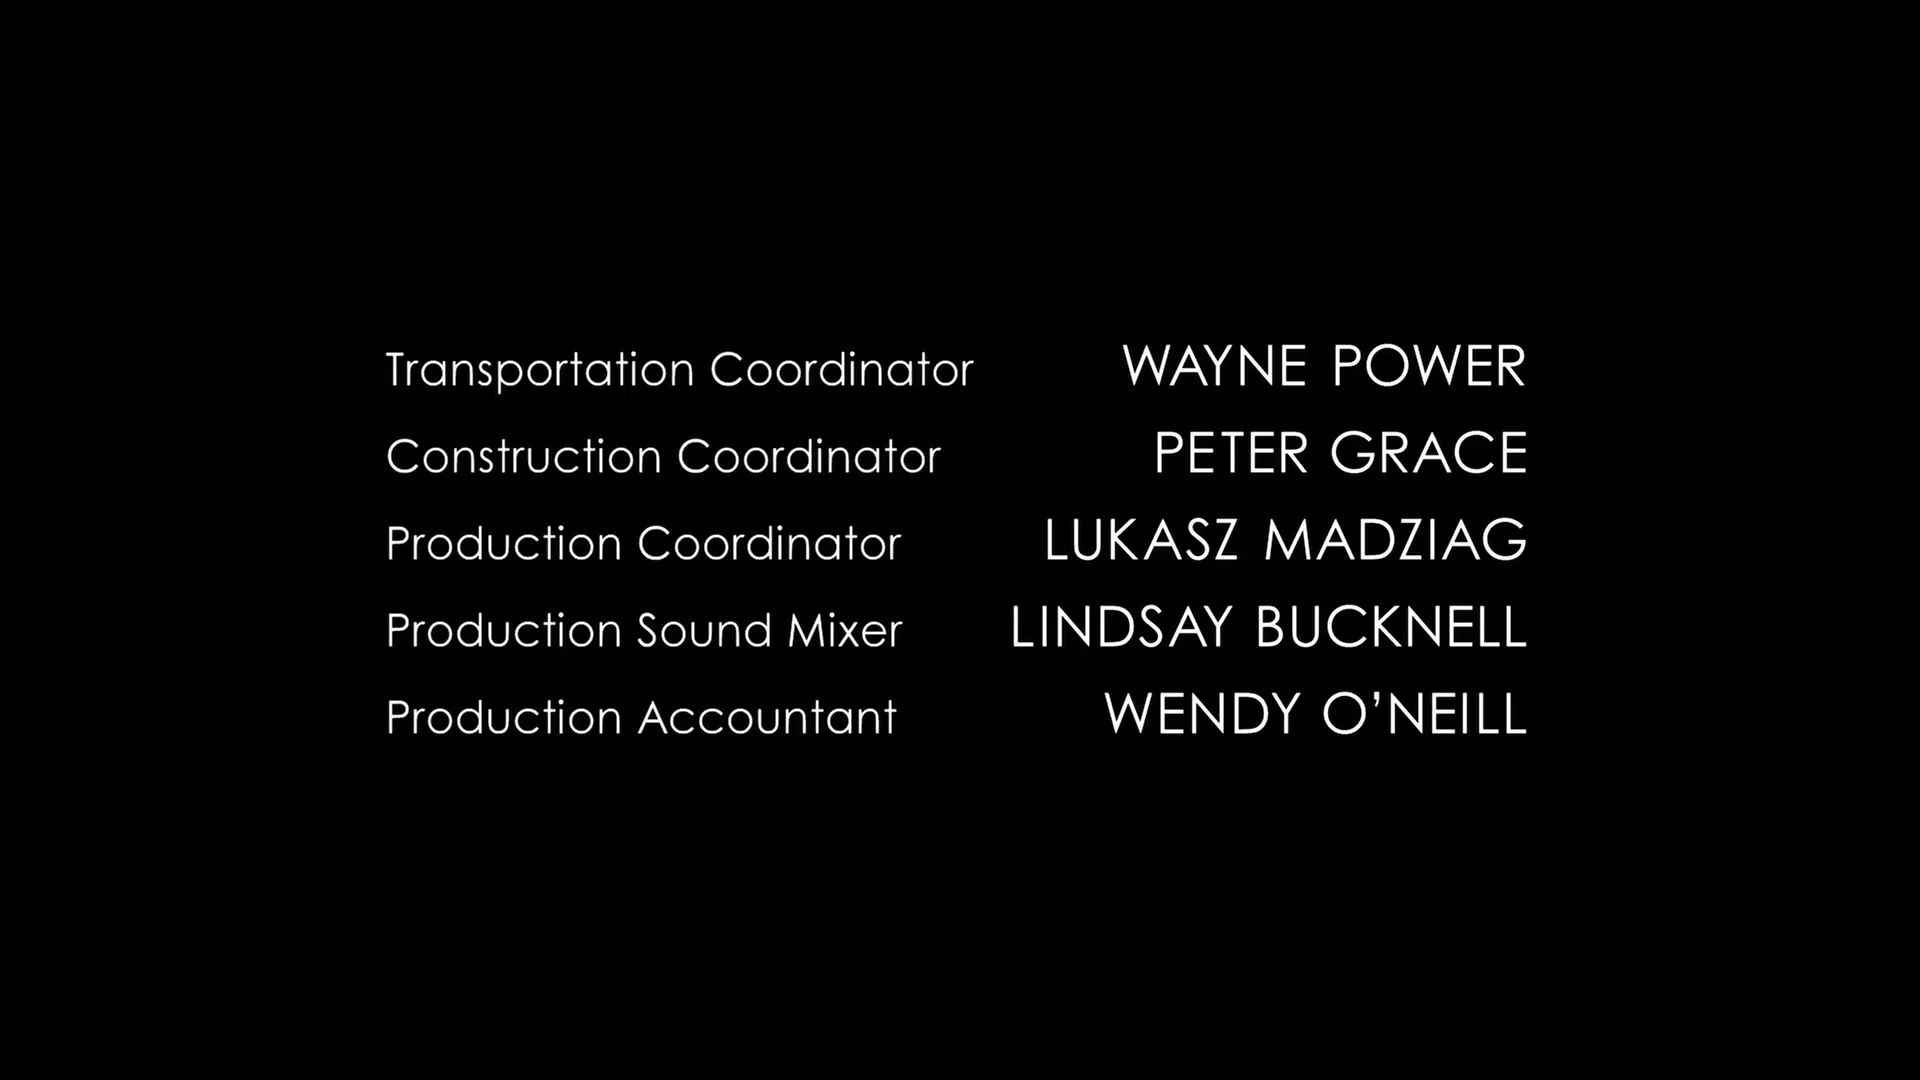 Transportation Coordinator WAYNE POWER
Construction Coordinator PETER GRACE
Production Coordinator LUKASZ MADZIAG
Production Sound Mixer LINDSAY BUCKNELL
Production Accountant WENDY O’NEILL